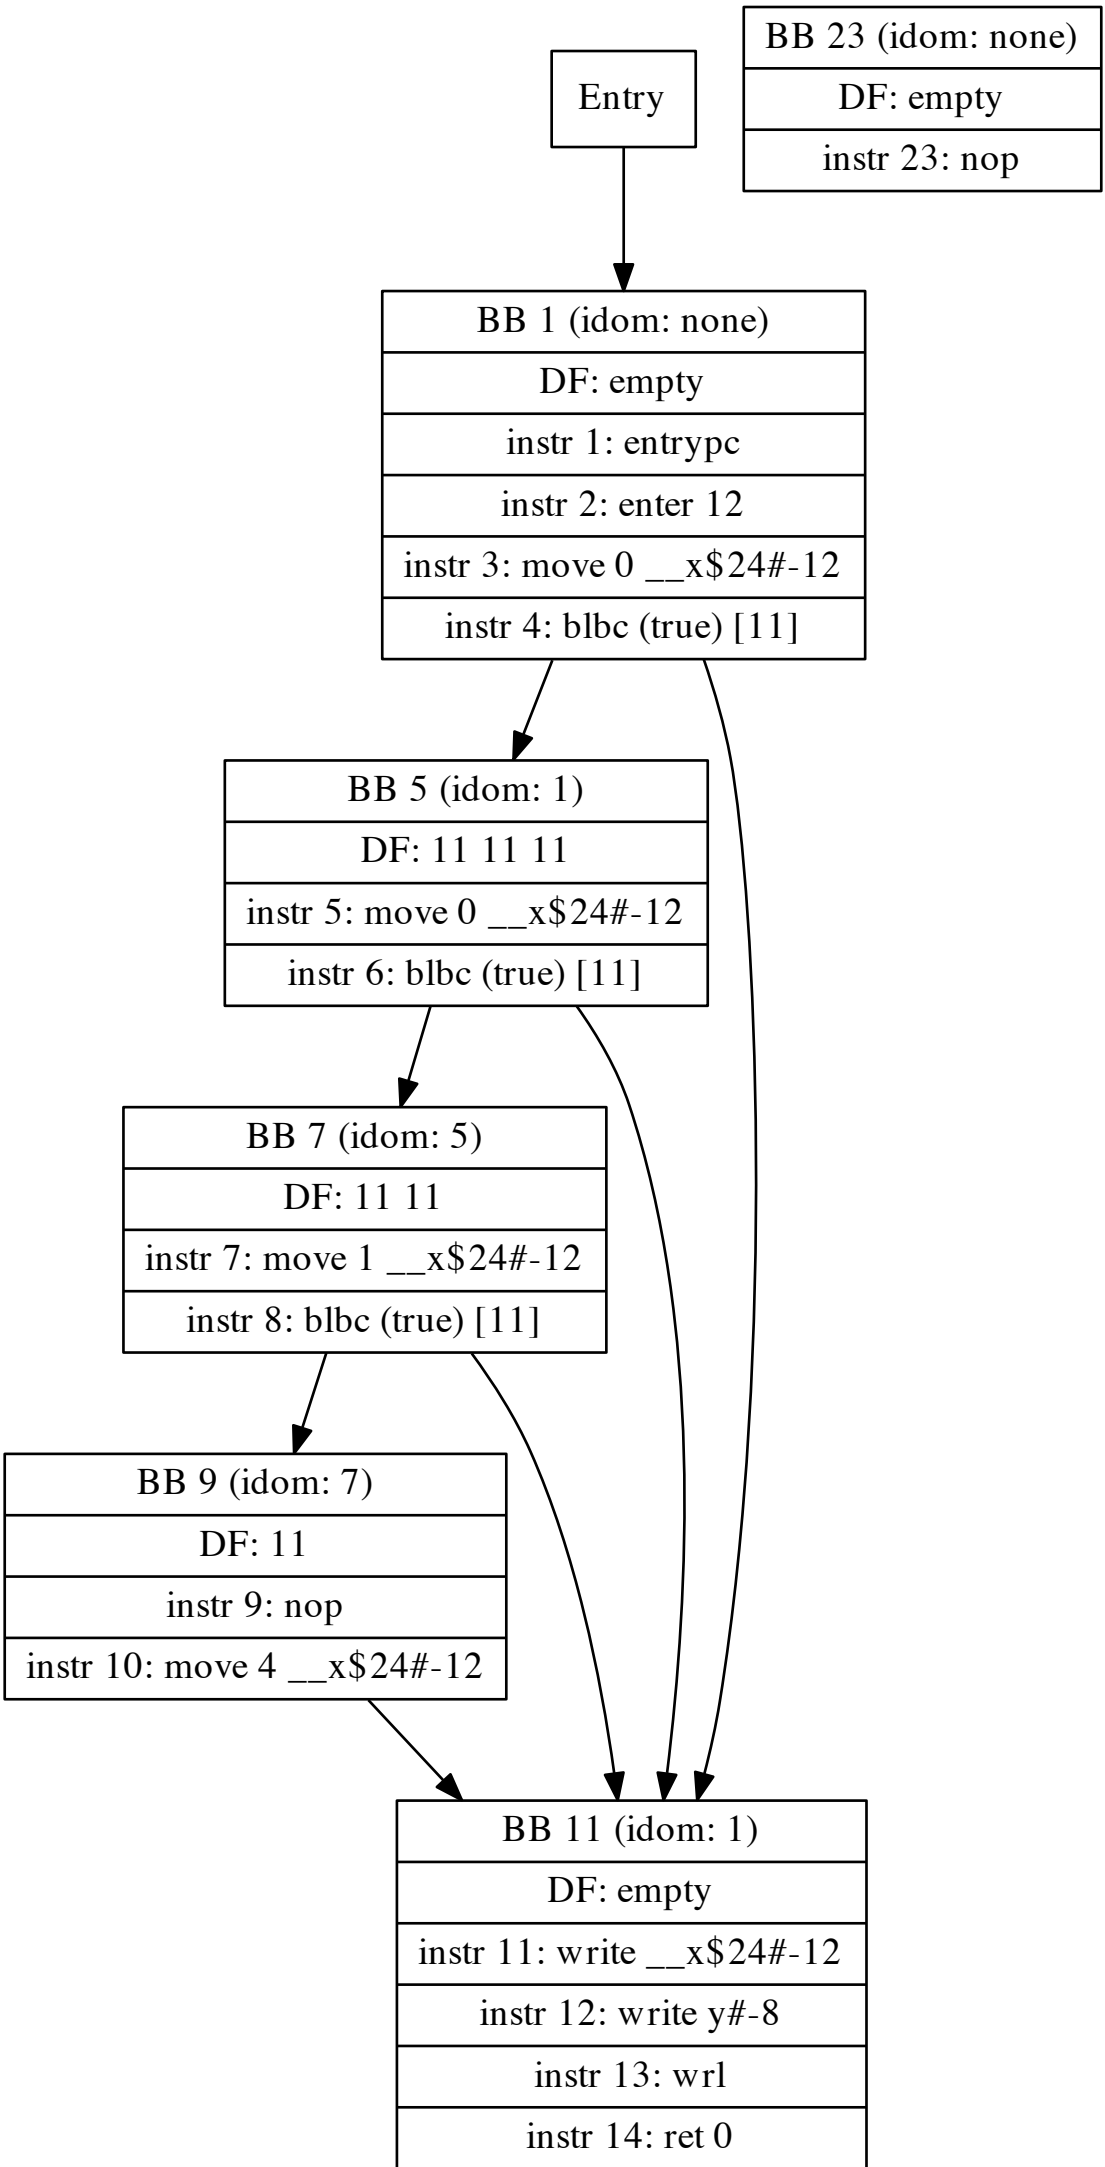 BB 23 (idom: none)
DF: empty
instr 23: nop
Entry
BB 1 (idom: none)
DF: empty
instr 1: entrypc
instr 2: enter 12
instr 3: move 0 __x$24#-12
instr 4: blbc (true) [11]
BB 5 (idom: 1)
DF: 11 11 11
instr 5: move 0 __x$24#-12
instr 6: blbc (true) [11]
BB 7 (idom: 5)
DF: 11 11
instr 7: move 1 __x$24#-12
instr 8: blbc (true) [11]
BB 9 (idom: 7)
DF: 11
instr 9: nop
instr 10: move 4 __x$24#-12
BB 11 (idom: 1)
DF: empty
instr 11: write __x$24#-12
instr 12: write y#-8
instr 13: wrl
instr 14: ret 0